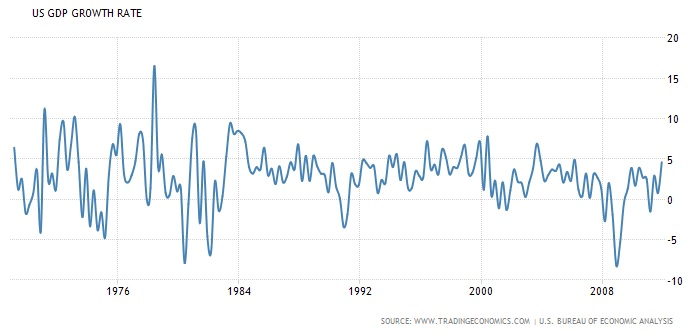 US GDP GROWTH RATE
20
15
10
5
0
-5
-10
1976 1984 1992 2000 2008
SOURCE: WWW.TRADINGECONOMICS.COM | U.S. BUREAU OF ECONOMIC ANALYSIS